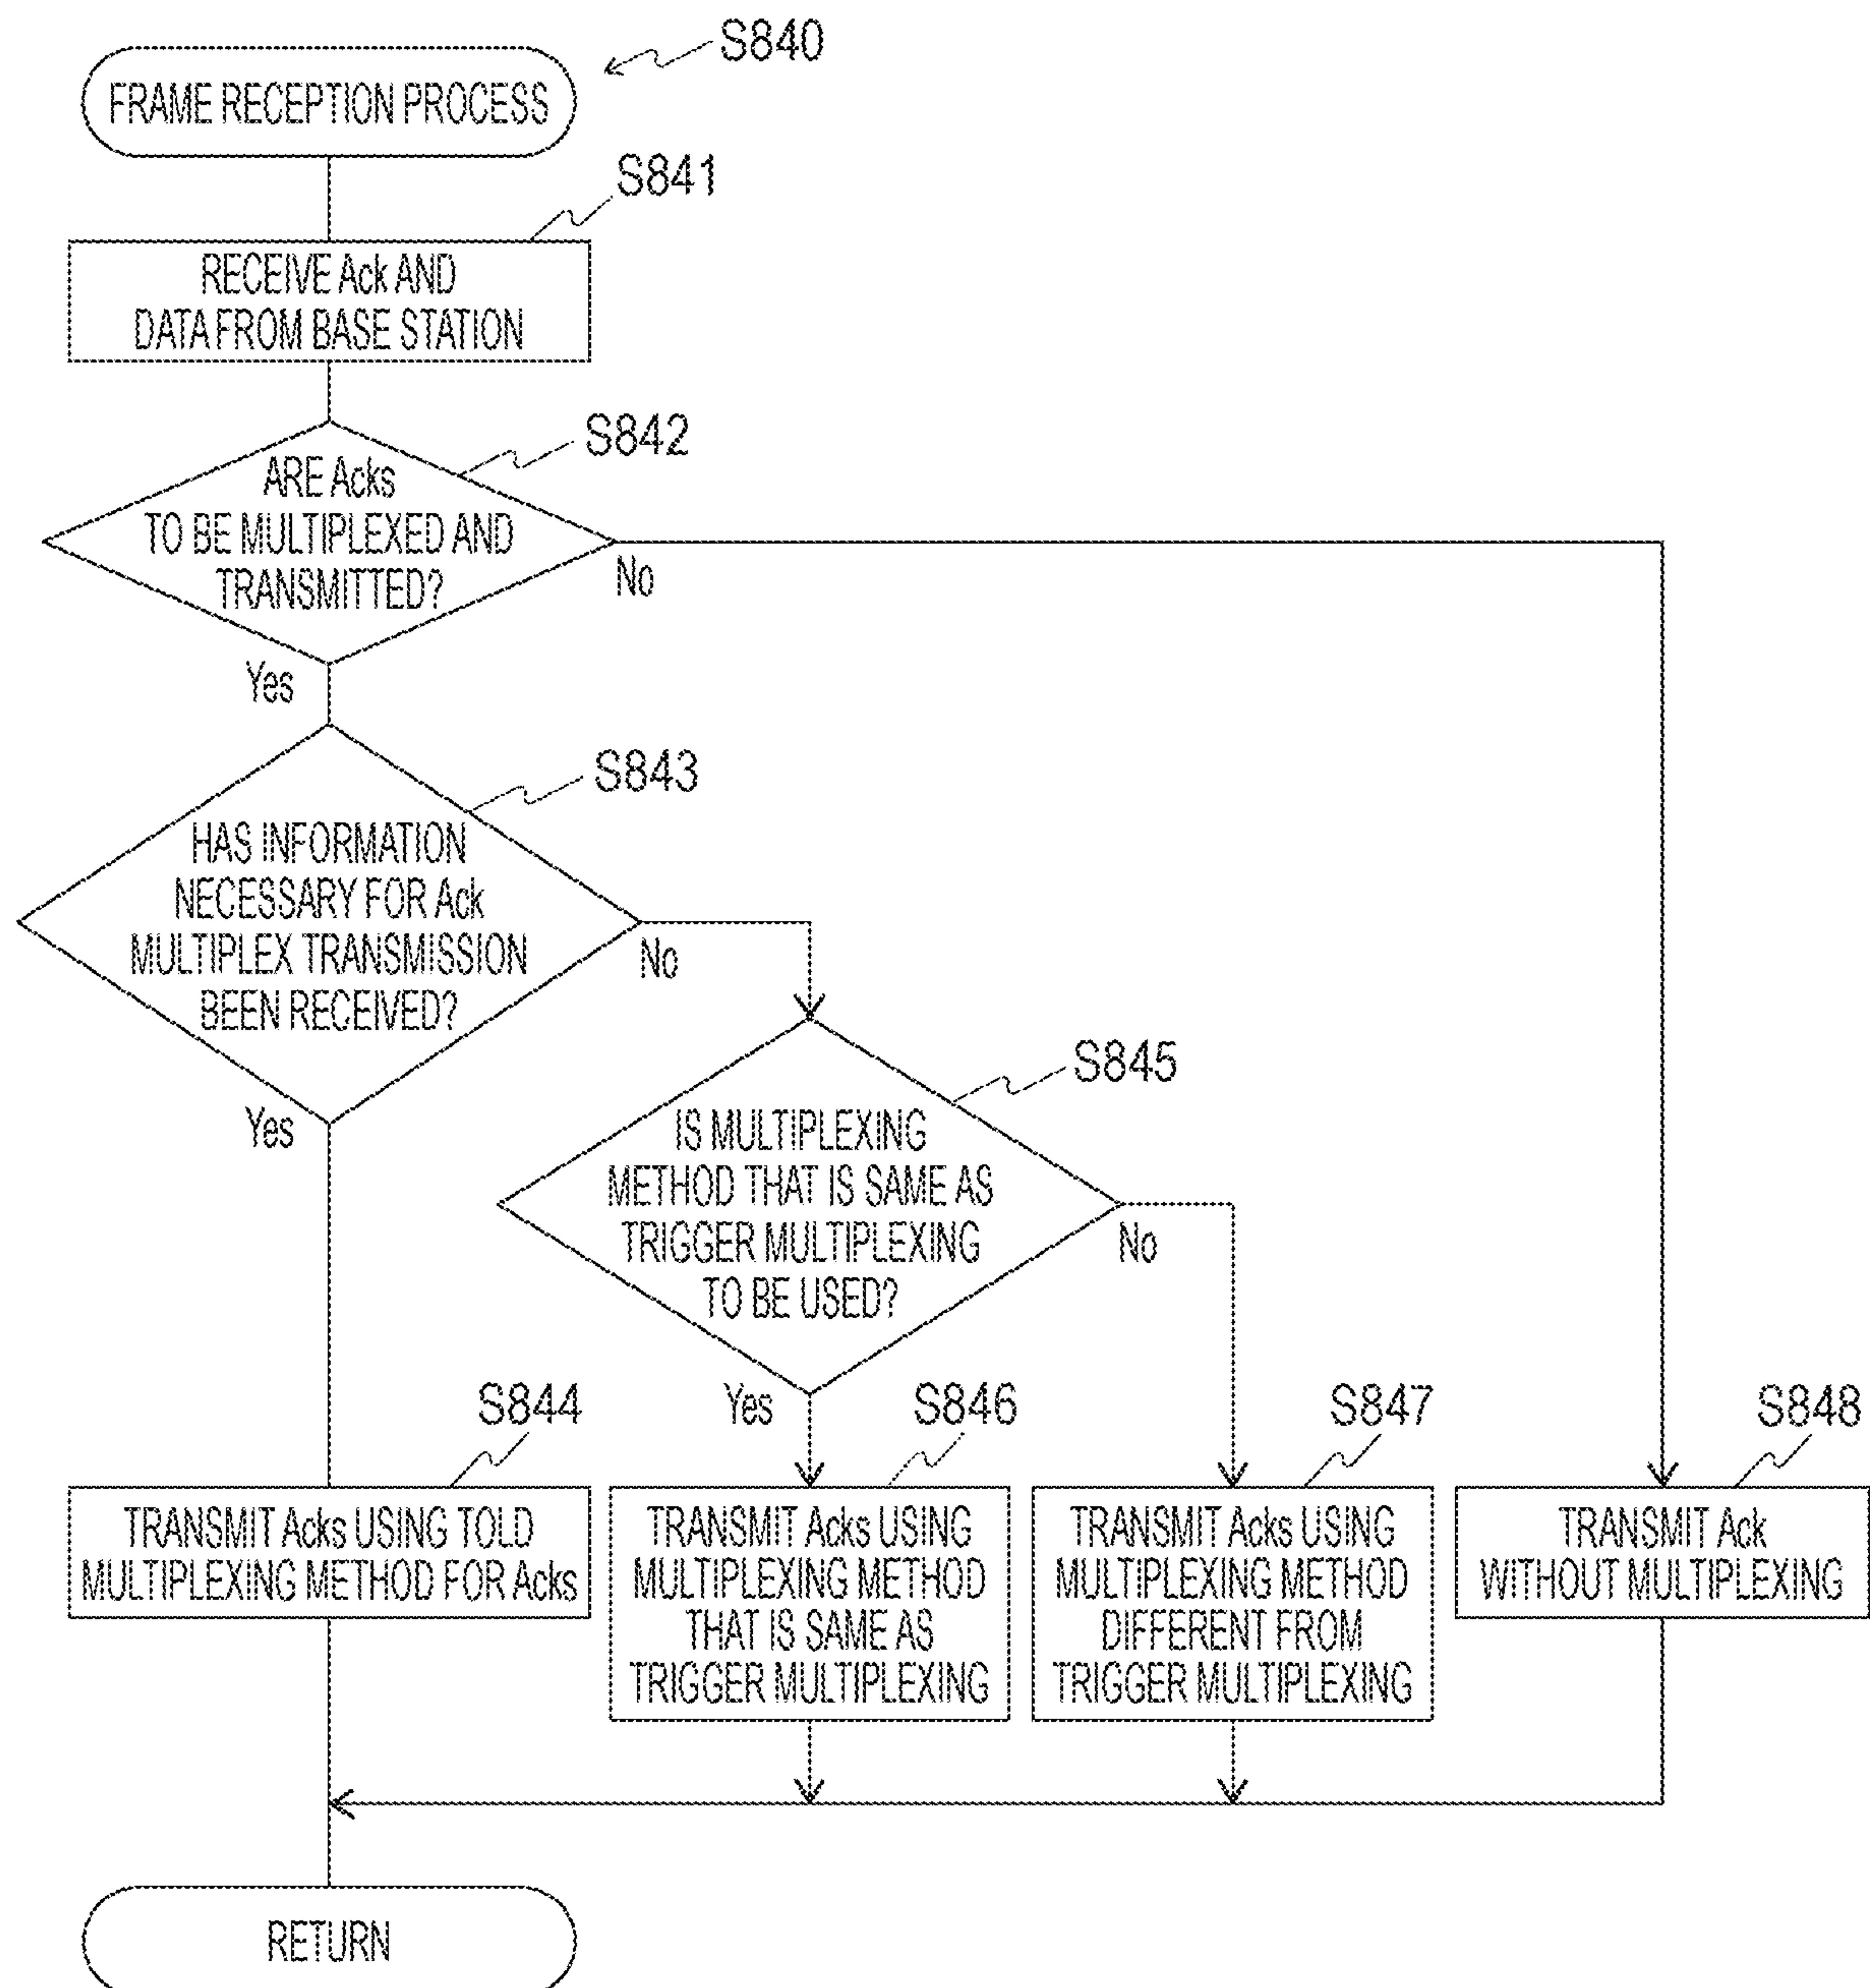 S840
FRAME RECEPTION PROCESS
S841
RECEIVE Ack AND
DATA FROM BASE STATION
S842
ARE Acks
TO BE MULTIPLEXED AND
TRANSMITTED?
No
Yes
S843
HAS INFORMATION
NECESSARY FOR Ack
MULTIPLEX TRANSMISSION
BEEN RECEIVED?
No
Yes
S845
IS MULTIPLEXING
METHOD THAT IS SAME AS
TRIGGER MULTIPLEXING
TO BE USED?
No
Yes
S844
TRANSMIT Acks USING TOLD
MULTIPLEXING METHOD FOR Acks
S846
TRANSMIT Acks USING
MULTIPLEXING METHOD
THAT IS SAME AS
TRIGGER MULTIPLEXING
S847
TRANSMIT Acks USING
MULTIPLEXING METHOD
DIFFERENT FROM
TRIGGER MULTIPLEXING
S848
TRANSMIT Ack
WITHOUT MULTIPLEXING
RETURN